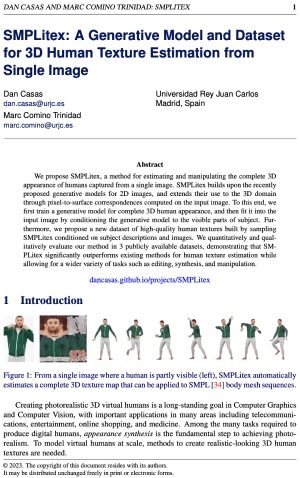 DAN CASAS AND MARC COMINO TRINIDAD: SMPLITEX 1
SMPLitex: A Generative Model and Dataset
for 3D Human Texture Estimation from
Single Image
Dan Casas
dan.casas@urjc.es
Marc Comino Trinidad
marc.comino@urjc.es
Universidad Rey Juan Carlos
Madrid, Spain
Abstract
We propose SMPLitex, a method for estimating and manipulating the complete 3D
appearance of humans captured from a single image. SMPLitex builds upon the recently
proposed generative models for 2D images, and extends their use to the 3D domain
through pixel-to-surface correspondences computed on the input image. To this end, we
first train a generative model for complete 3D human appearance, and then fit it into the
input image by conditioning the generative model to the visible parts of subject. Fur-
thermore, we propose a new dataset of high-quality human textures built by sampling
SMPLitex conditioned on subject descriptions and images. We quantitatively and qual-
itatively evaluate our method in 3 publicly available datasets, demonstrating that SM-
PLitex significantly outperforms existing methods for human texture estimation while
allowing for a wider variety of tasks such as editing, synthesis, and manipulation.
dancasas.github.io/projects/SMPLitex
1 Introduction
Figure 1: From a single image where a human is partly visible (left), SMPLitex automatically
estimates a complete 3D texture map that can be applied to SMPL [34] body mesh sequences.
Creating photorealistic 3D virtual humans is a long-standing goal in Computer Graphics
and Computer Vision, with important applications in many areas including telecommuni-
cations, entertainment, online shopping, and medicine. Among the many tasks required to
produce digital humans, appearance synthesis is the fundamental step to achieving photo-
realism. To model virtual humans at scale, methods to create realistic-looking 3D human
textures are needed.
© 2023. The copyright of this document resides with its authors.
It may be distributed unchanged freely in print or electronic forms.